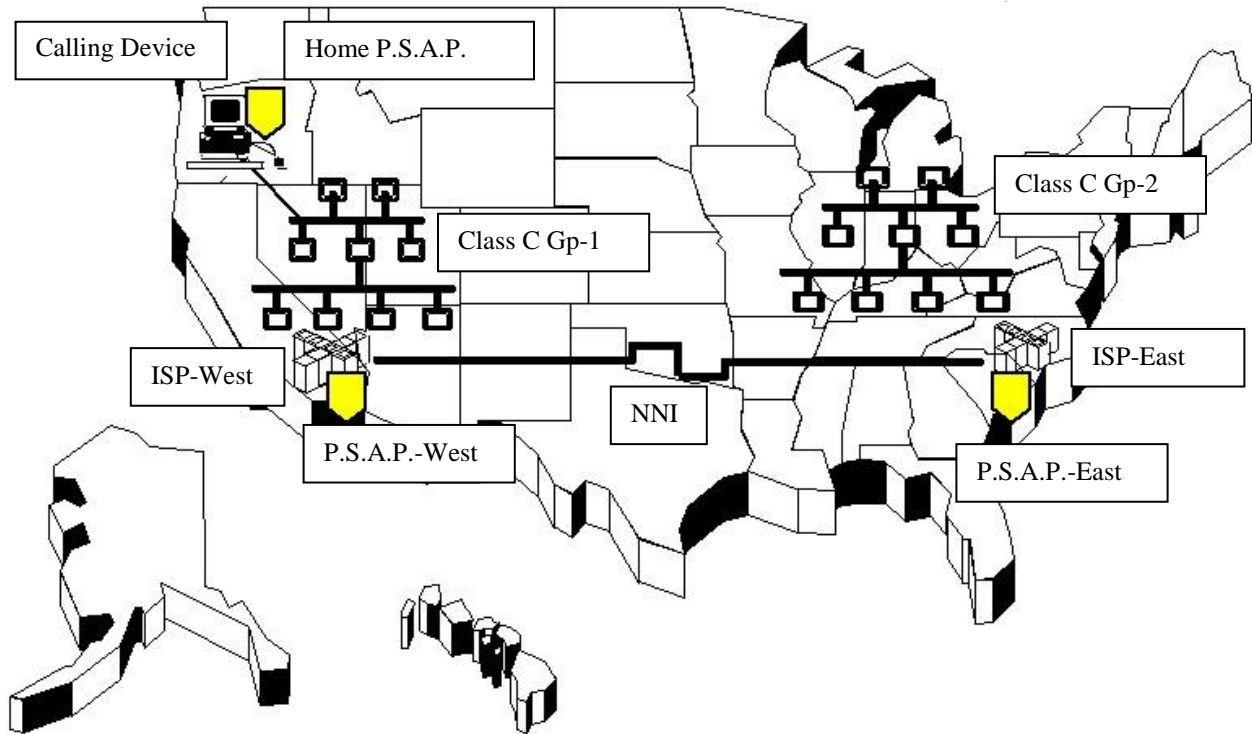 Calling Device
Home P.S.A.P.
Class C Gp-2
Class C Gp-1
ISP-West
ISP-East
NNI
P.S.A.P.-West
P.S.A.P.-East